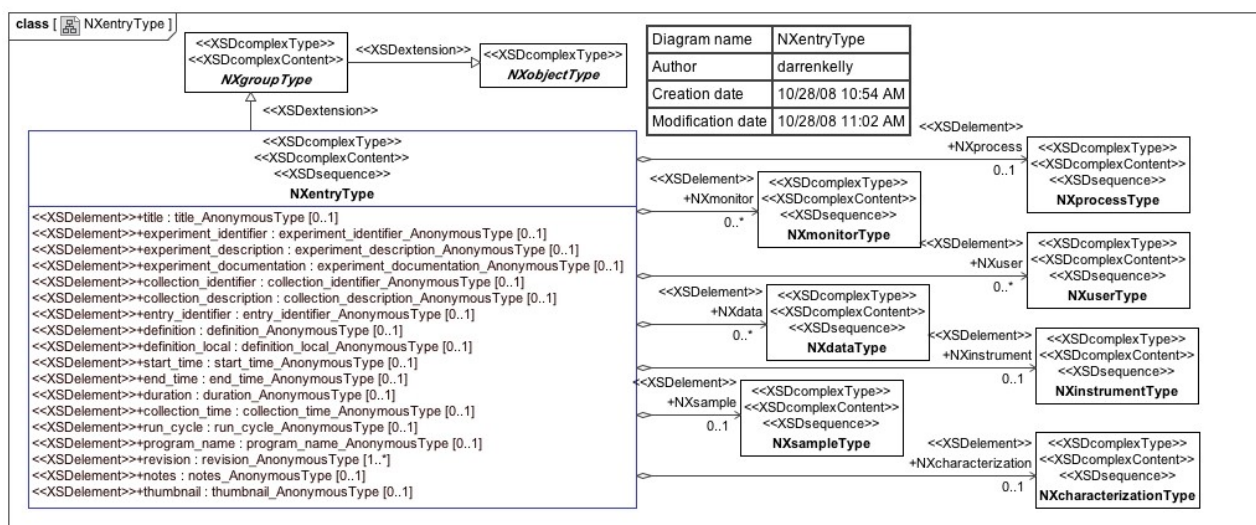 class [ NXentryType ]
<<XSDcomplexType>>
<<XSDcomplexContent>>
NXgroupType
<<XSDextension>>
<<XSDcomplexType>>
NXobjectType
<<XSDextension>>
Diagram name NXentryType
Author darrenkelly
Creation date 10/28/08 10:54 AM
Modification date 10/28/08 11:02 AM
<<XSDcomplexType>>
<<XSDcomplexContent>>
<<XSDsequence>>
NXentryType
<<XSDelement>>+title : title_AnonymousType [0..1]
<<XSDelement>>+experiment_identifier : experiment_identifier_AnonymousType [0..1]
<<XSDelement>>+experiment_description : experiment_description_AnonymousType [0..1]
<<XSDelement>>+experiment_documentation : experiment_documentation_AnonymousType [0..1]
<<XSDelement>>+collection_identifier : collection_identifier_AnonymousType [0..1]
<<XSDelement>>+collection_description : collection_description_AnonymousType [0..1]
<<XSDelement>>+entry_identifier : entry_identifier_AnonymousType [0..1]
<<XSDelement>>+definition : definition_AnonymousType [0..1]
<<XSDelement>>+definition_local : definition_local_AnonymousType [0..1]
<<XSDelement>>+start_time : start_time_AnonymousType [0..1]
<<XSDelement>>+end_time : end_time_AnonymousType [0..1]
<<XSDelement>>+duration : duration_AnonymousType [0..1]
<<XSDelement>>+collection_time : collection_time_AnonymousType [0..1]
<<XSDelement>>+run_cycle : run_cycle_AnonymousType [0..1]
<<XSDelement>>+program_name : program_name_AnonymousType [0..1]
<<XSDelement>>+revision : revision_AnonymousType [1..*]
<<XSDelement>>+notes : notes_AnonymousType [0..1]
<<XSDelement>>+thumbnail : thumbnail_AnonymousType [0..1]
<<XSDelement>>
+NXprocess
0..1
<<XSDcomplexType>>
<<XSDcomplexContent>>
<<XSDsequence>>
NXprocessType
<<XSDelement>>
+NXmonitor
0..*
<<XSDcomplexType>>
<<XSDcomplexContent>>
<<XSDsequence>>
NXmonitorType
<<XSDelement>>
+NXuser
0..*
<<XSDcomplexType>>
<<XSDcomplexContent>>
<<XSDsequence>>
NXuserType
<<XSDelement>>
+NXdata
0..*
<<XSDcomplexType>>
<<XSDcomplexContent>>
<<XSDsequence>>
NXdataType
<<XSDelement>>
+NXinstrument
0..1
<<XSDcomplexType>>
<<XSDcomplexContent>>
<<XSDsequence>>
NXinstrumentType
<<XSDelement>>
+NXsample
0..1
<<XSDcomplexType>>
<<XSDcomplexContent>>
<<XSDsequence>>
NXsampleType
<<XSDelement>>
+NXcharacterization
0..1
<<XSDcomplexType>>
<<XSDcomplexContent>>
<<XSDsequence>>
NXcharacterizationType